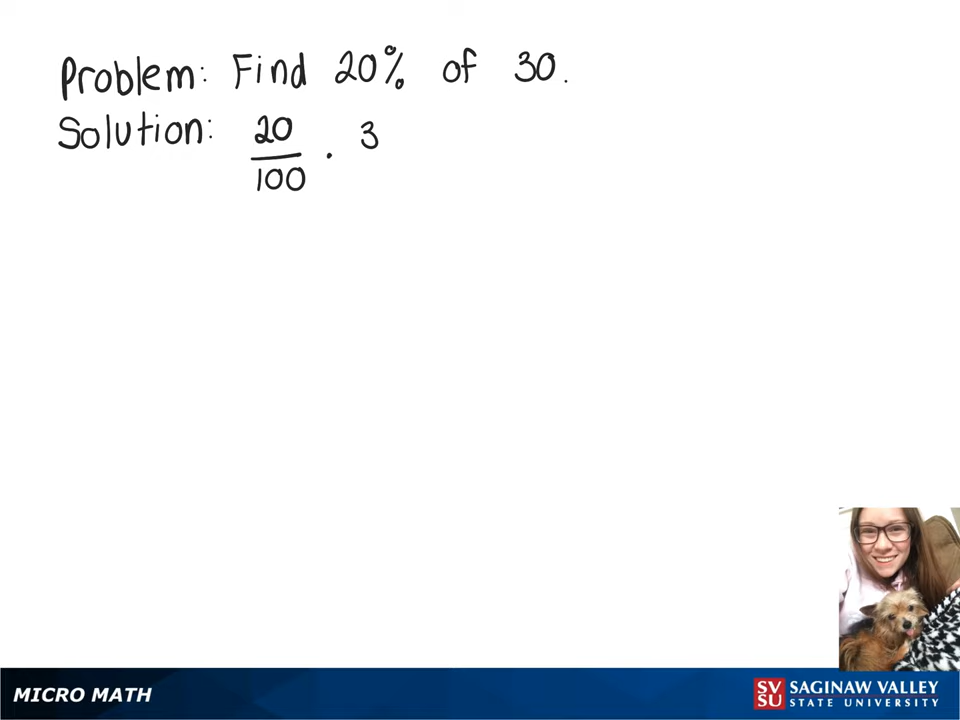 Problem: Find 20% of 30.
Solution: 20/100 · 3
MICRO MATH
SVSU SAGINAW VALLEY
STATE UNIVERSITY